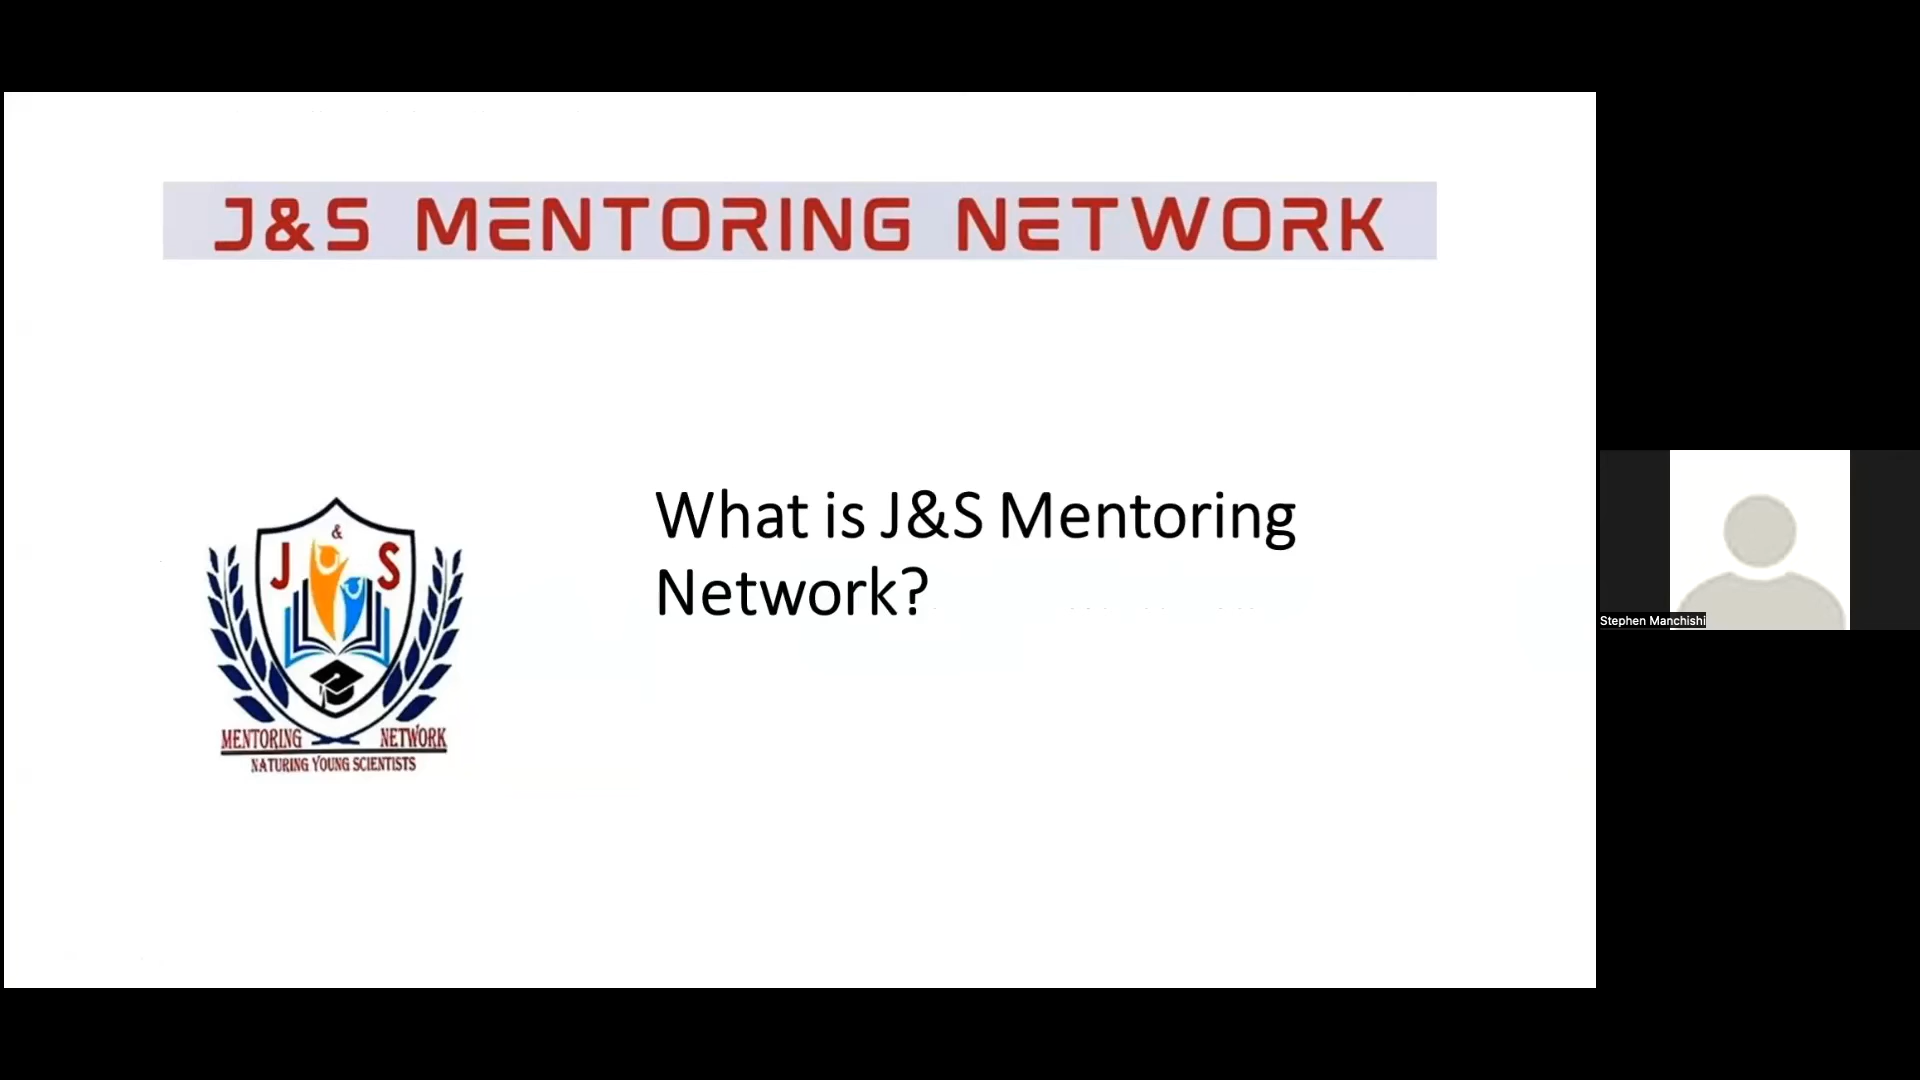 J&S MENTORING NETWORK
What is J&S Mentoring
Network?
&
J S
MENTORING NETWORK
NATURING YOUNG SCIENTISTS
Stephen Manchishi